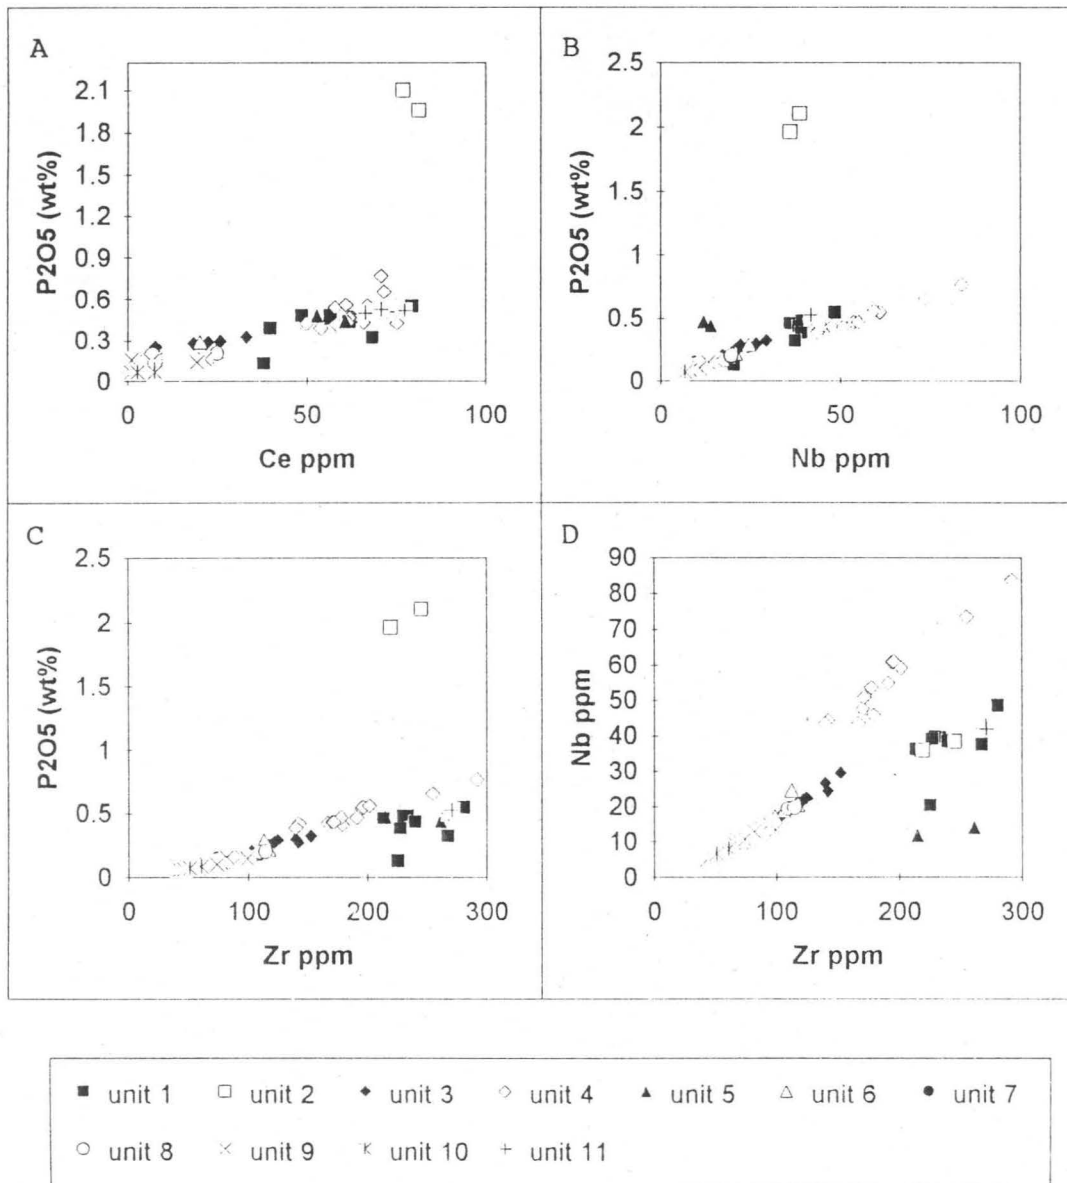 A
B
P2O5 (wt%)
2.1
1.8
1.5
1.2
0.9
0.6
0.3
0
0 50 100
Ce ppm
P2O5 (wt%)
2.5
2
1.5
1
0.5
0
0 50 100
Nb ppm
C
D
P2O5 (wt%)
2.5
2
1.5
1
0.5
0
0 100 200 300
Zr ppm
Nb ppm
90
80
70
60
50
40
30
20
10
0
0 100 200 300
Zr ppm
unit 1 unit 2 unit 3 unit 4 unit 5 unit 6 unit 7
unit 8 unit 9 unit 10 unit 11